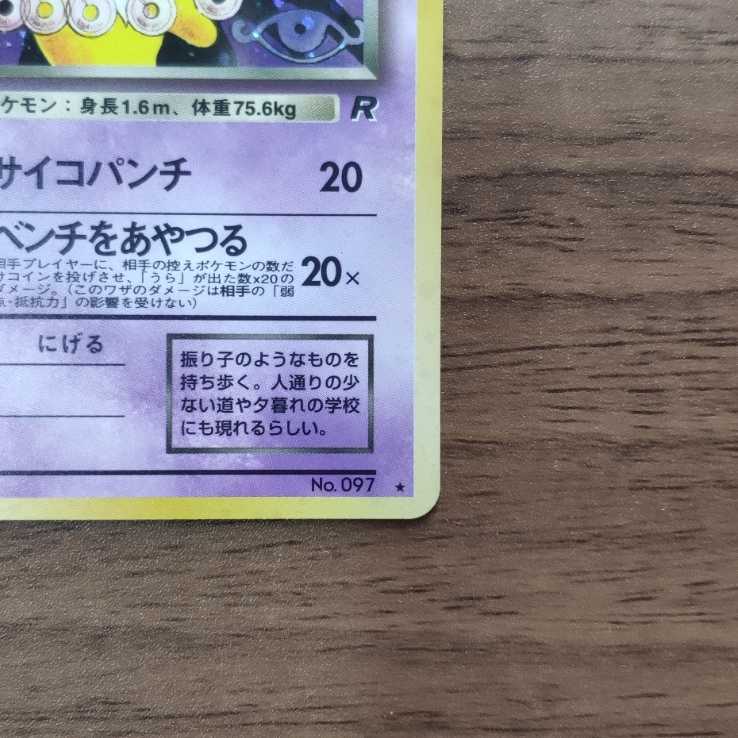 ケモン：身長1.6m、体重75.6kg R
サイコパンチ 20
ベンチをあやつる
相手プレイヤーに、相手の控えポケモンの数だ
けコインを投げさせ、「うら」が出た数x20の
ダメージ。（このワザのダメージは相手の「弱
点・抵抗力」の影響を受けない）
20×
にげる
振り子のようなものを
持ち歩く。人通りの少
ない道や夕暮れの学校
にも現れるらしい。
No. 097 ★